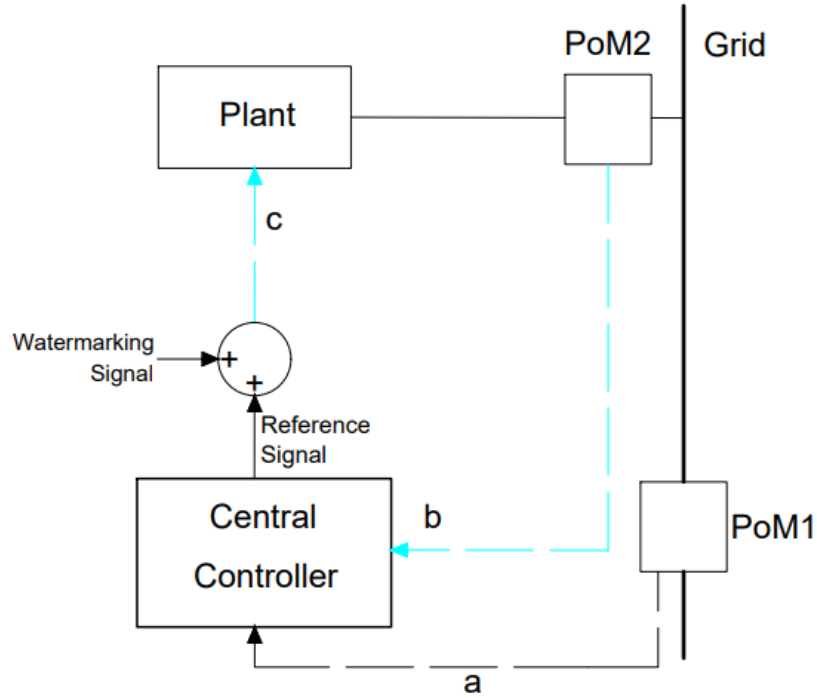 PoM2
Grid
Plant
c
Watermarking
Signal
+
+
Reference
Signal
Central
Controller
b
PoM1
a